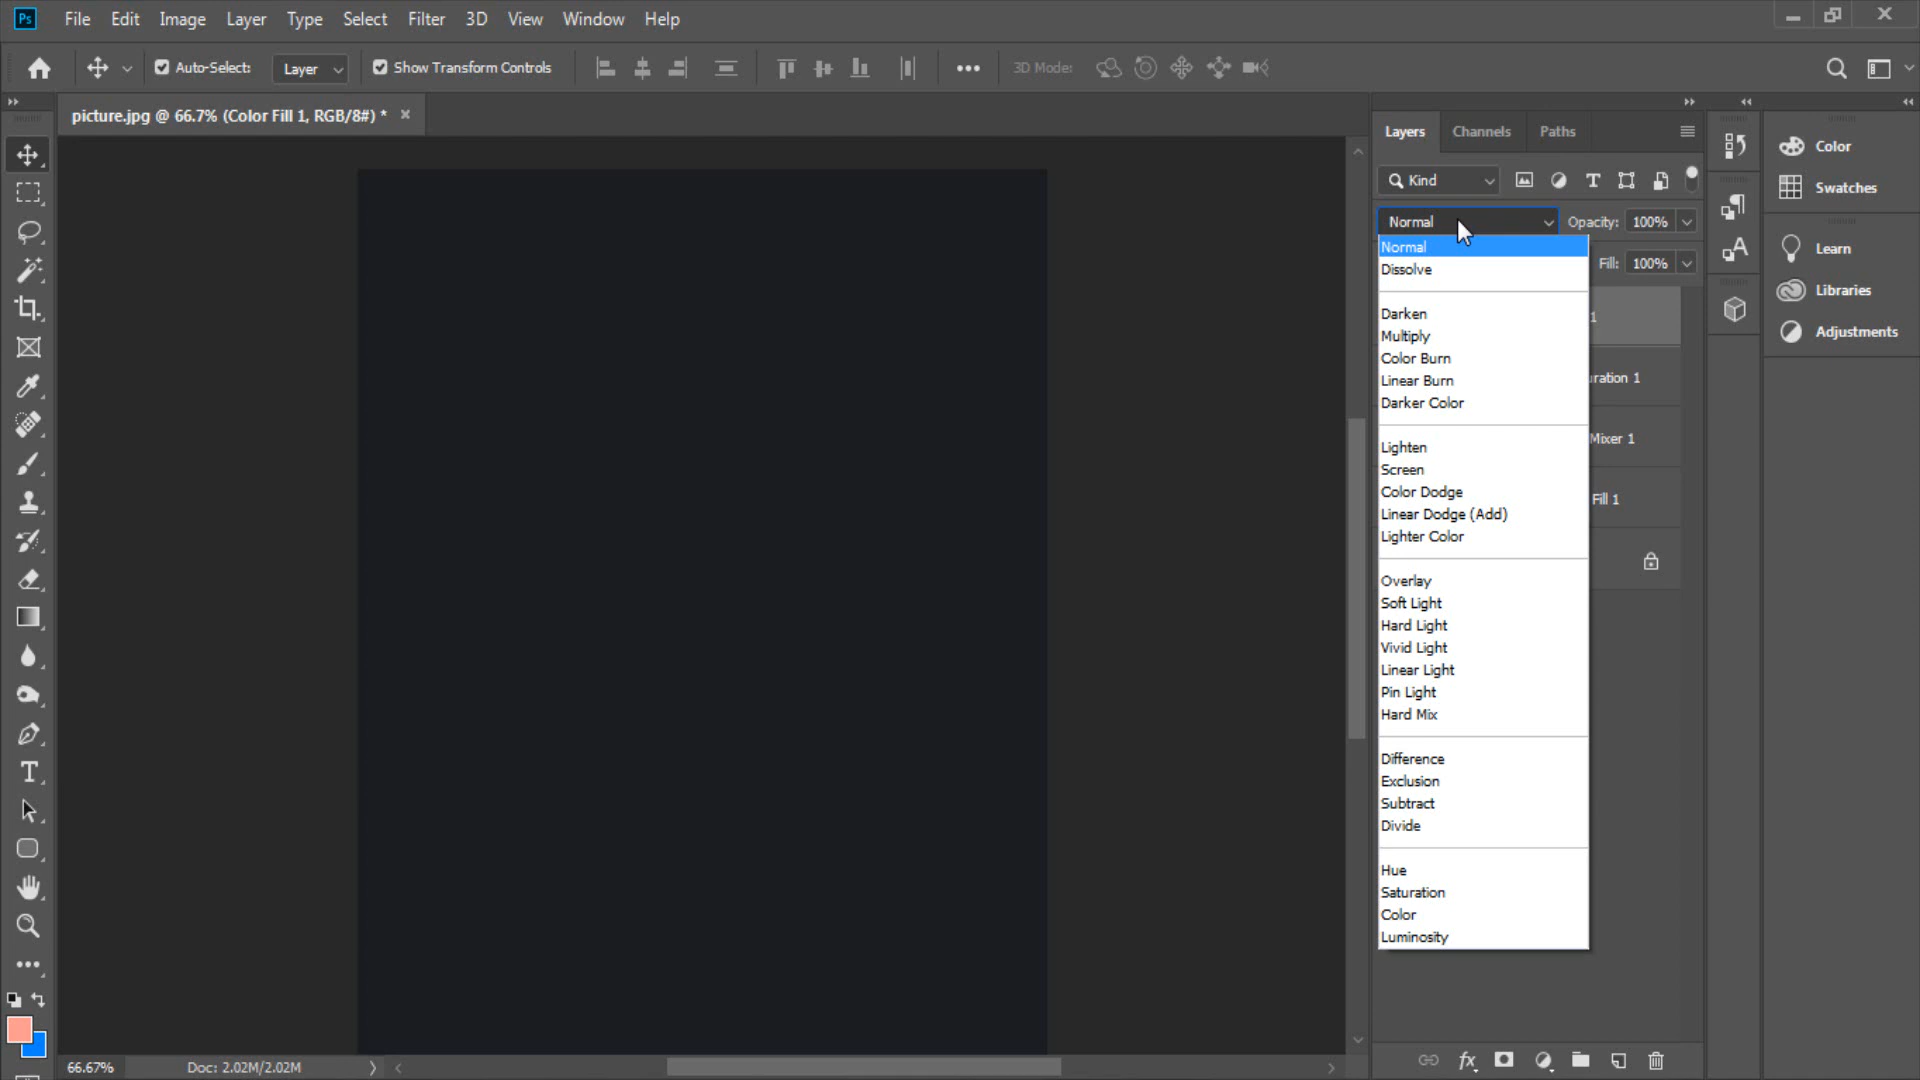 Ps File Edit Image Layer Type Select Filter 3D View Window Help
Auto-Select: Layer Show Transform Controls 3D Mode:
picture.jpg @ 66.7% (Color Fill 1, RGB/8#) *
Layers Channels Paths
Kind
Normal Opacity: 100%
Fill: 100%
Normal
Dissolve
Darken
Multiply
Color Burn
Linear Burn
Darker Color
Lighten
Screen
Color Dodge
Linear Dodge (Add)
Lighter Color
Overlay
Soft Light
Hard Light
Vivid Light
Linear Light
Pin Light
Hard Mix
Difference
Exclusion
Subtract
Divide
Hue
Saturation
Color
Luminosity
1
uration 1
Mixer 1
Fill 1
Color
Swatches
Learn
Libraries
Adjustments
66.67% Doc: 2.02M/2.02M